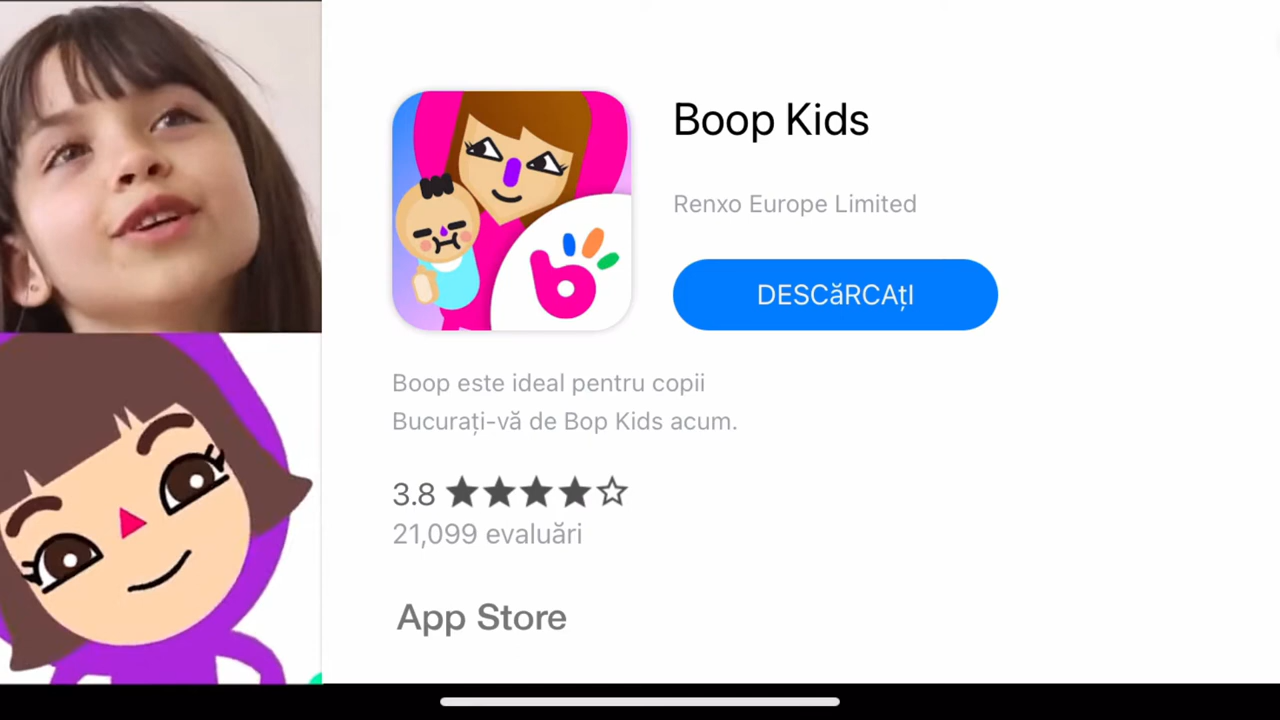 Boop Kids
Renxo Europe Limited
DESCăRCAțI
Boop este ideal pentru copii
Bucurați-vă de Bop Kids acum.
3.8
21,099 evaluări
App Store